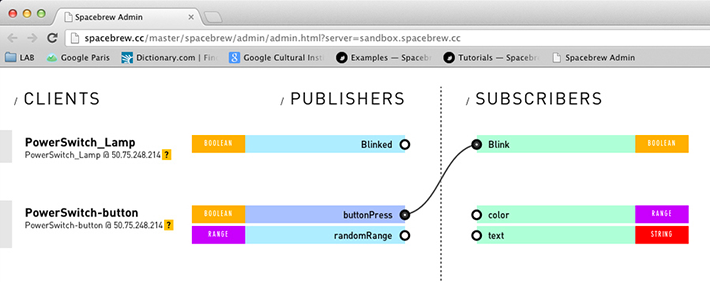 Spacebrew Admin
spacebrew.cc/master/spacebrew/admin/admin.html?server=sandbox.spacebrew.cc
LAB Google Paris Dictionary.com | Fin Google Cultural Inst Examples — Spaceb Tutorials — Spacebr Spacebrew Admin
/ CLIENTS / PUBLISHERS / SUBSCRIBERS
PowerSwitch_Lamp BOOLEAN Blinked Blink BOOLEAN
PowerSwitch_Lamp @ 50.75.248.214 ?
PowerSwitch-button BOOLEAN buttonPress color RANGE
PowerSwitch-button @ 50.75.248.214 ? RANGE randomRange text STRING